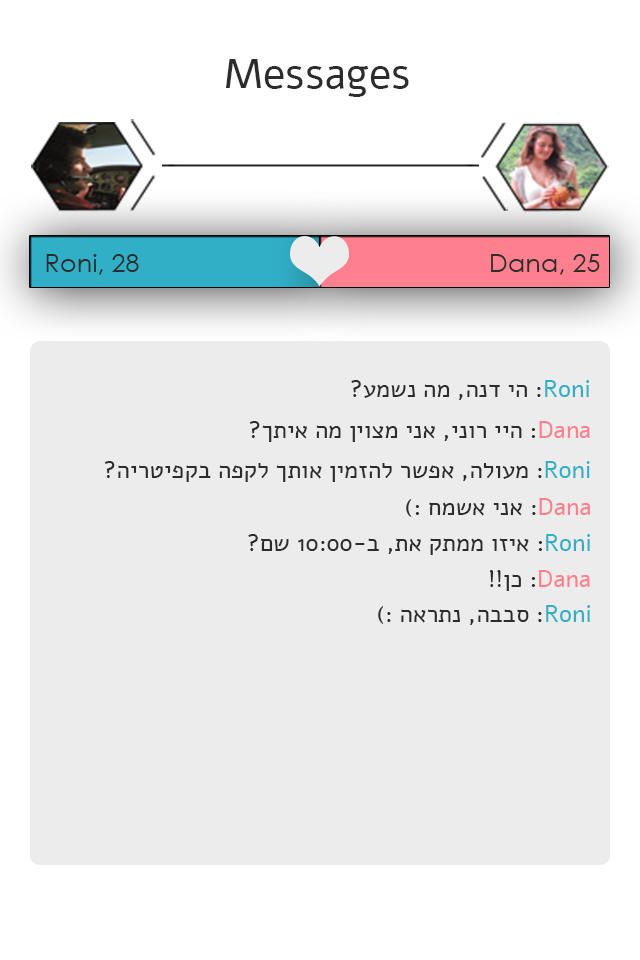 Messages
Roni, 28
Dana, 25
Roni: הי דנה, מה נשמע?
Dana: היי רוני, אני מצוין מה איתך?
Roni: מעולה, אפשר להזמין אותך לקפה בקפיטריה?
Dana: אני אשמח :)
Roni: איזו ממתק את, ב-10:00 שם?
Dana: כן!!
Roni: סבבה, נתראה :)